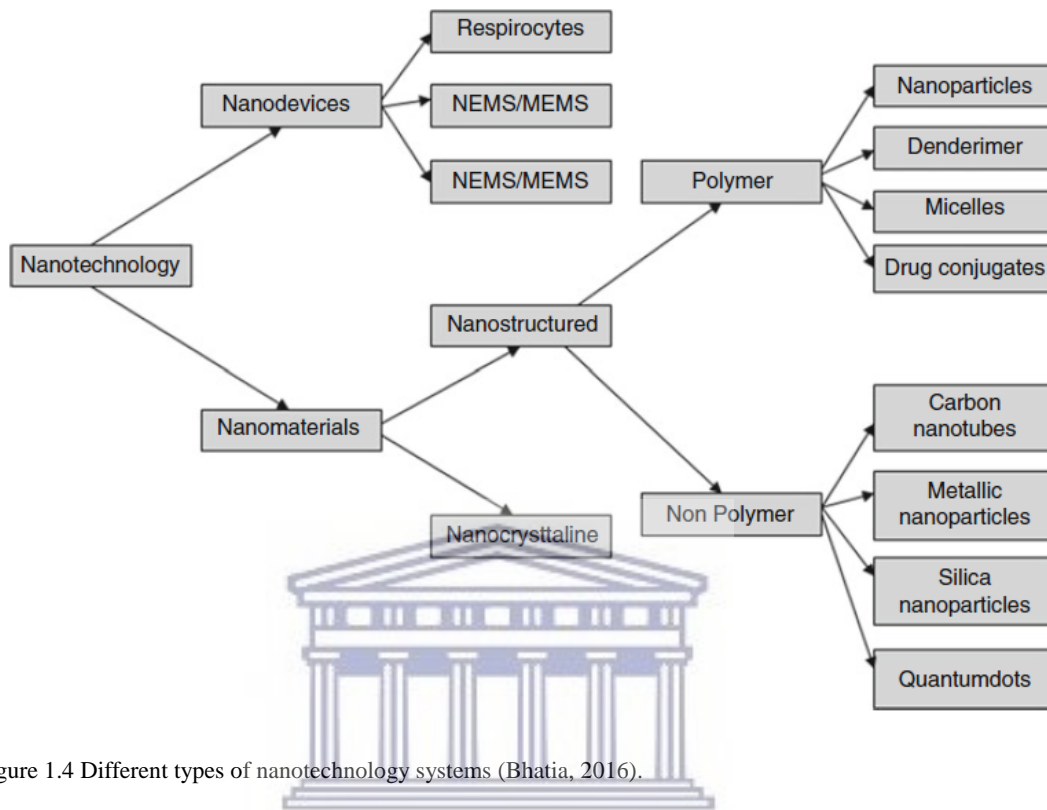 Respirocytes
Nanodevices
NEMS/MEMS
NEMS/MEMS
Nanotechnology
Nanostructured
Nanomaterials
Nanocrysttaline
Polymer
Nanoparticles
Denderimer
Micelles
Drug conjugates
Non Polymer
Carbon
nanotubes
Metallic
nanoparticles
Silica
nanoparticles
Quantumdots
gure 1.4 Different types of nanotechnology systems (Bhatia, 2016).